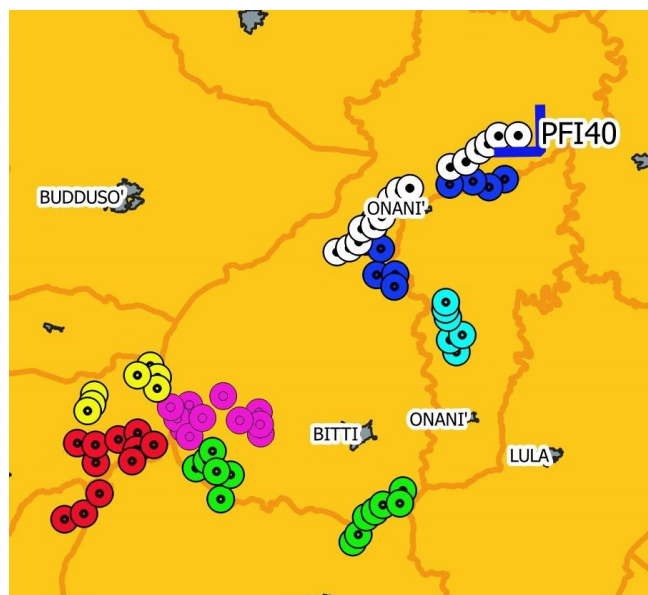 PFI40
BUDDUSO'
ONANI'
BITTI
ONANI'
LULA